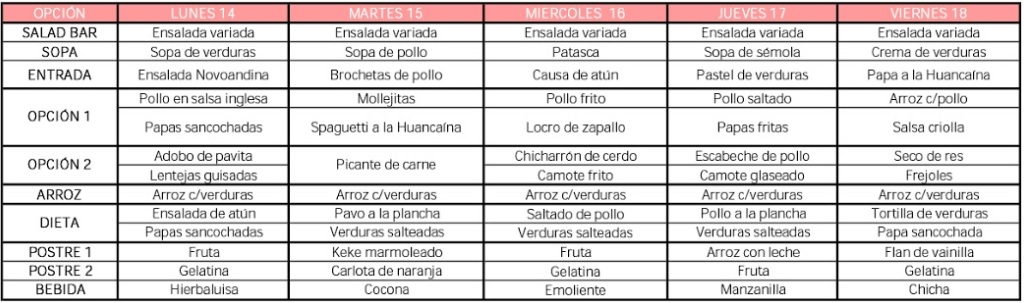 OPCIÓN LUNES 14 MARTES 15 MIERCOLES 16 JUEVES 17 VIERNES 18
SALAD BAR Ensalada variada Ensalada variada Ensalada variada Ensalada variada Ensalada variada
SOPA Sopa de verduras Sopa de pollo Patasca Sopa de sémola Crema de verduras
ENTRADA Ensalada Novoandina Brochetas de pollo Causa de atún Pastel de verduras Papa a la Huancaína
OPCIÓN 1 Pollo en salsa inglesa Mollejitas Pollo frito Pollo saltado Arroz c/pollo
Papas sancochadas Spaguetti a la Huancaína Locro de zapallo Papas fritas Salsa criolla
OPCIÓN 2 Adobo de pavita Picante de carne Chicharrón de cerdo Escabeche de pollo Seco de res
Lentejas guisadas Camote frito Camote glaseado Frejoles
ARROZ Arroz c/verduras Arroz c/verduras Arroz c/verduras Arroz c/verduras Arroz c/verduras
DIETA Ensalada de atún Pavo a la plancha Saltado de pollo Pollo a la plancha Tortilla de verduras
Papas sancochadas Verduras salteadas Verduras salteadas Verduras salteadas Papa sancochada
POSTRE 1 Fruta Keke marmoleado Fruta Arroz con leche Flan de vainilla
POSTRE 2 Gelatina Carlota de naranja Gelatina Fruta Gelatina
BEBIDA Hierbaluisa Cocona Emoliente Manzanilla Chicha